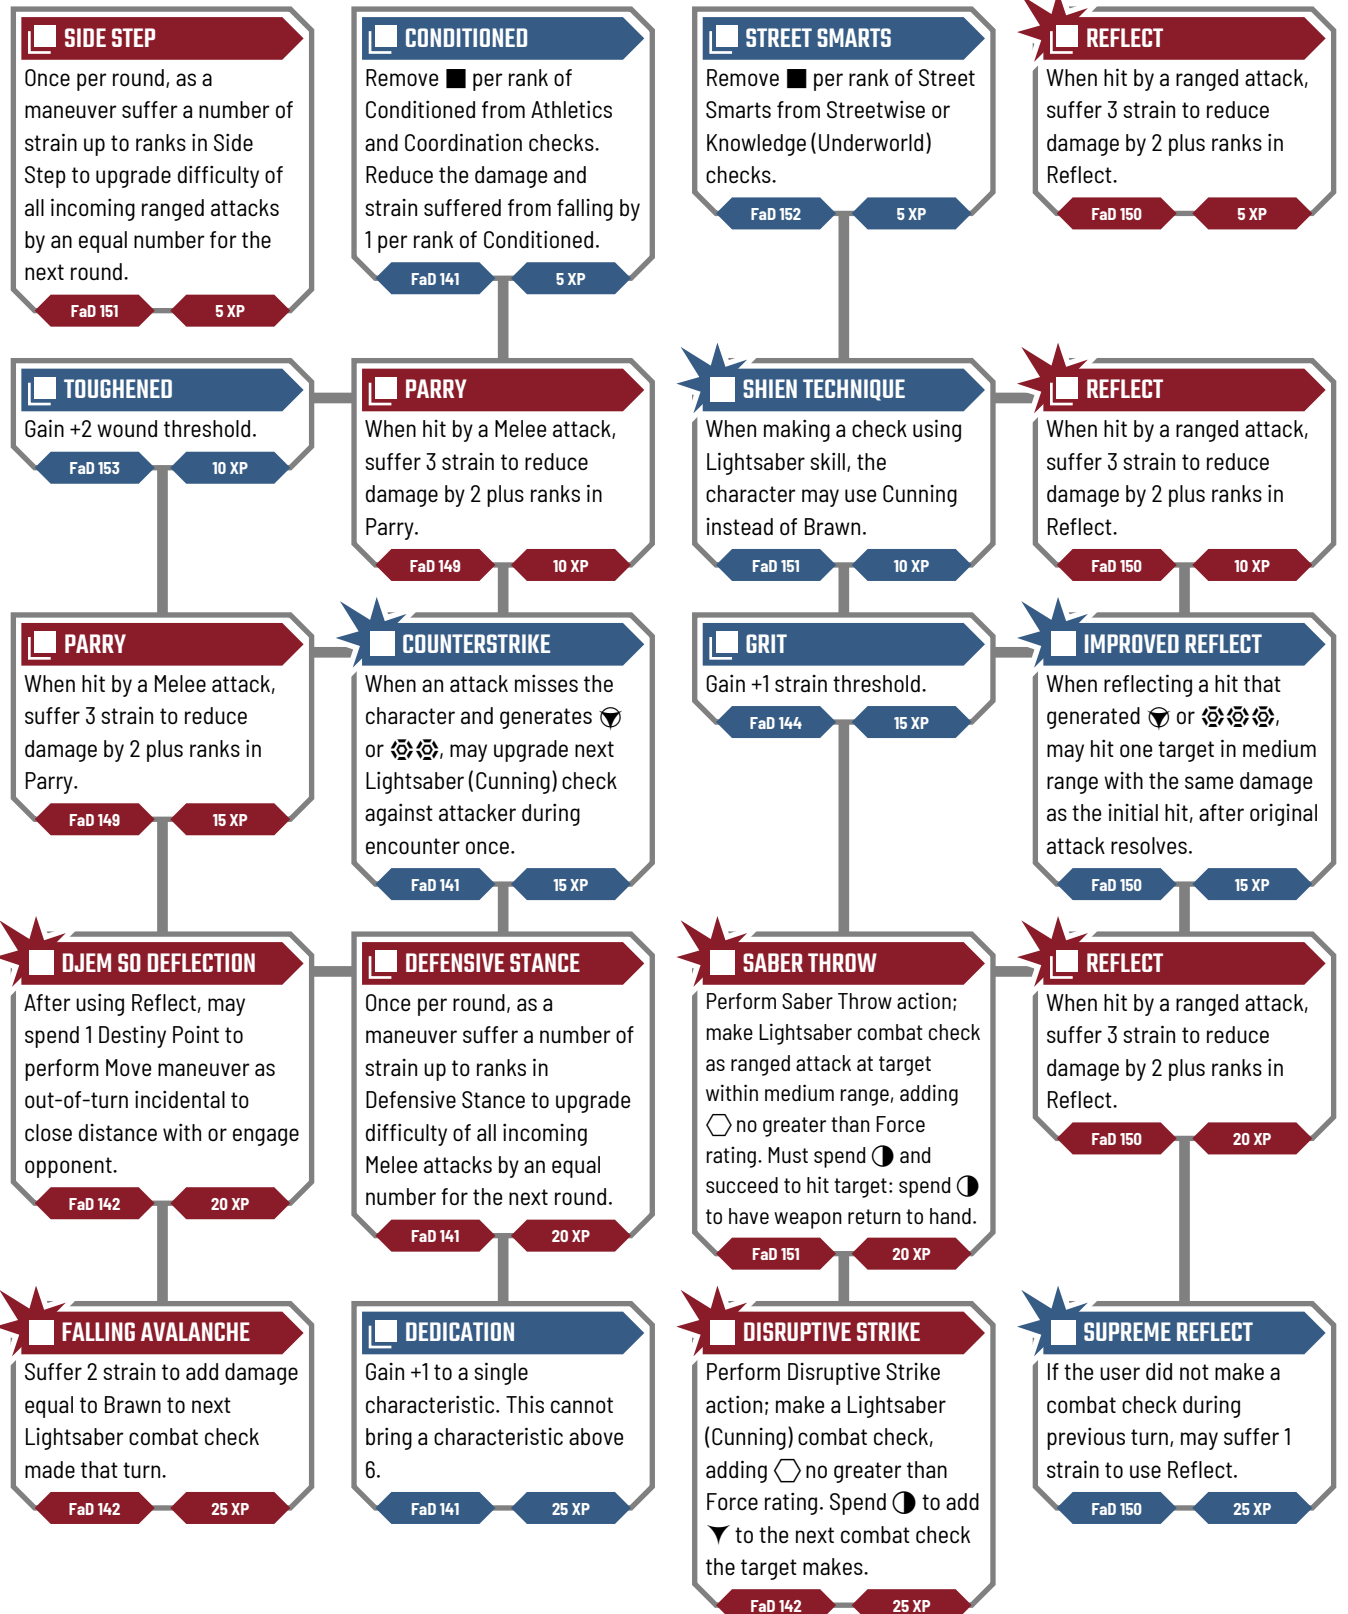 SIDE STEP
Once per round, as a
maneuver suffer a number of
strain up to ranks in Side
Step to upgrade difficulty of
all incoming ranged attacks
by an equal number for the
next round.
FaD 151
5 XP
CONDITIONED
Remove per rank of
Conditioned from Athletics
and Coordination checks.
Reduce the damage and
strain suffered from falling by
1 per rank of Conditioned.
FaD 141
5 XP
STREET SMARTS
Remove per rank of Street
Smarts from Streetwise or
Knowledge (Underworld)
checks.
FaD 152
5 XP
REFLECT
When hit by a ranged attack,
suffer 3 strain to reduce
damage by 2 plus ranks in
Reflect.
FaD 150
5 XP
TOUGHENED
Gain +2 wound threshold.
FaD 153
10 XP
PARRY
When hit by a Melee attack,
suffer 3 strain to reduce
damage by 2 plus ranks in
Parry.
FaD 149
10 XP
SHIEN TECHNIQUE
When making a check using
Lightsaber skill, the
character may use Cunning
instead of Brawn.
FaD 151
10 XP
REFLECT
When hit by a ranged attack,
suffer 3 strain to reduce
damage by 2 plus ranks in
Reflect.
FaD 150
10 XP
PARRY
When hit by a Melee attack,
suffer 3 strain to reduce
damage by 2 plus ranks in
Parry.
FaD 149
15 XP
COUNTERSTRIKE
When an attack misses the
character and generates
or , may upgrade next
Lightsaber (Cunning) check
against attacker during
encounter once.
FaD 141
15 XP
GRIT
Gain +1 strain threshold.
FaD 144
15 XP
IMPROVED REFLECT
When reflecting a hit that
generated or ,
may hit one target in medium
range with the same damage
as the initial hit, after original
attack resolves.
FaD 150
15 XP
DJEM SO DEFLECTION
After using Reflect, may
spend 1 Destiny Point to
perform Move maneuver as
out-of-turn incidental to
close distance with or engage
opponent.
FaD 142
20 XP
DEFENSIVE STANCE
Once per round, as a
maneuver suffer a number of
strain up to ranks in
Defensive Stance to upgrade
difficulty of all incoming
Melee attacks by an equal
number for the next round.
FaD 141
20 XP
SABER THROW
Perform Saber Throw action;
make Lightsaber combat check
as ranged attack at target
within medium range, adding
no greater than Force
rating. Must spend and
succeed to hit target: spend
to have weapon return to hand.
FaD 151
20 XP
REFLECT
When hit by a ranged attack,
suffer 3 strain to reduce
damage by 2 plus ranks in
Reflect.
FaD 150
20 XP
FALLING AVALANCHE
Suffer 2 strain to add damage
equal to Brawn to next
Lightsaber combat check
made that turn.
FaD 142
25 XP
DEDICATION
Gain +1 to a single
characteristic. This cannot
bring a characteristic above
6.
FaD 141
25 XP
DISRUPTIVE STRIKE
Perform Disruptive Strike
action; make a Lightsaber
(Cunning) combat check,
adding no greater than
Force rating. Spend to add
to the next combat check
the target makes.
FaD 142
25 XP
SUPREME REFLECT
If the user did not make a
combat check during
previous turn, may suffer 1
strain to use Reflect.
FaD 150
25 XP